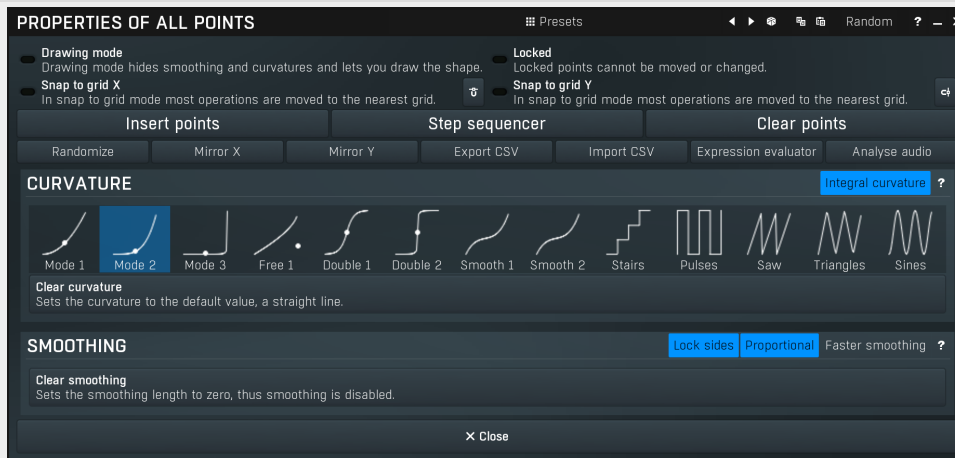 PROPERTIES OF ALL POINTS Presets Random ?
Drawing mode
Drawing mode hides smoothing and curvatures and lets you draw the shape.
Locked
Locked points cannot be moved or changed.
Snap to grid X
In snap to grid mode most operations are moved to the nearest grid.
Snap to grid Y
In snap to grid mode most operations are moved to the nearest grid.
Insert points Step sequencer Clear points
Randomize Mirror X Mirror Y Export CSV Import CSV Expression evaluator Analyse audio
CURVATURE Integral curvature ?
Mode 1 Mode 2 Mode 3 Free 1 Double 1 Double 2 Smooth 1 Smooth 2 Stairs Pulses Saw Triangles Sines
Clear curvature
Sets the curvature to the default value, a straight line.
SMOOTHING Lock sides Proportional Faster smoothing ?
Clear smoothing
Sets the smoothing length to zero, thus smoothing is disabled.
Close